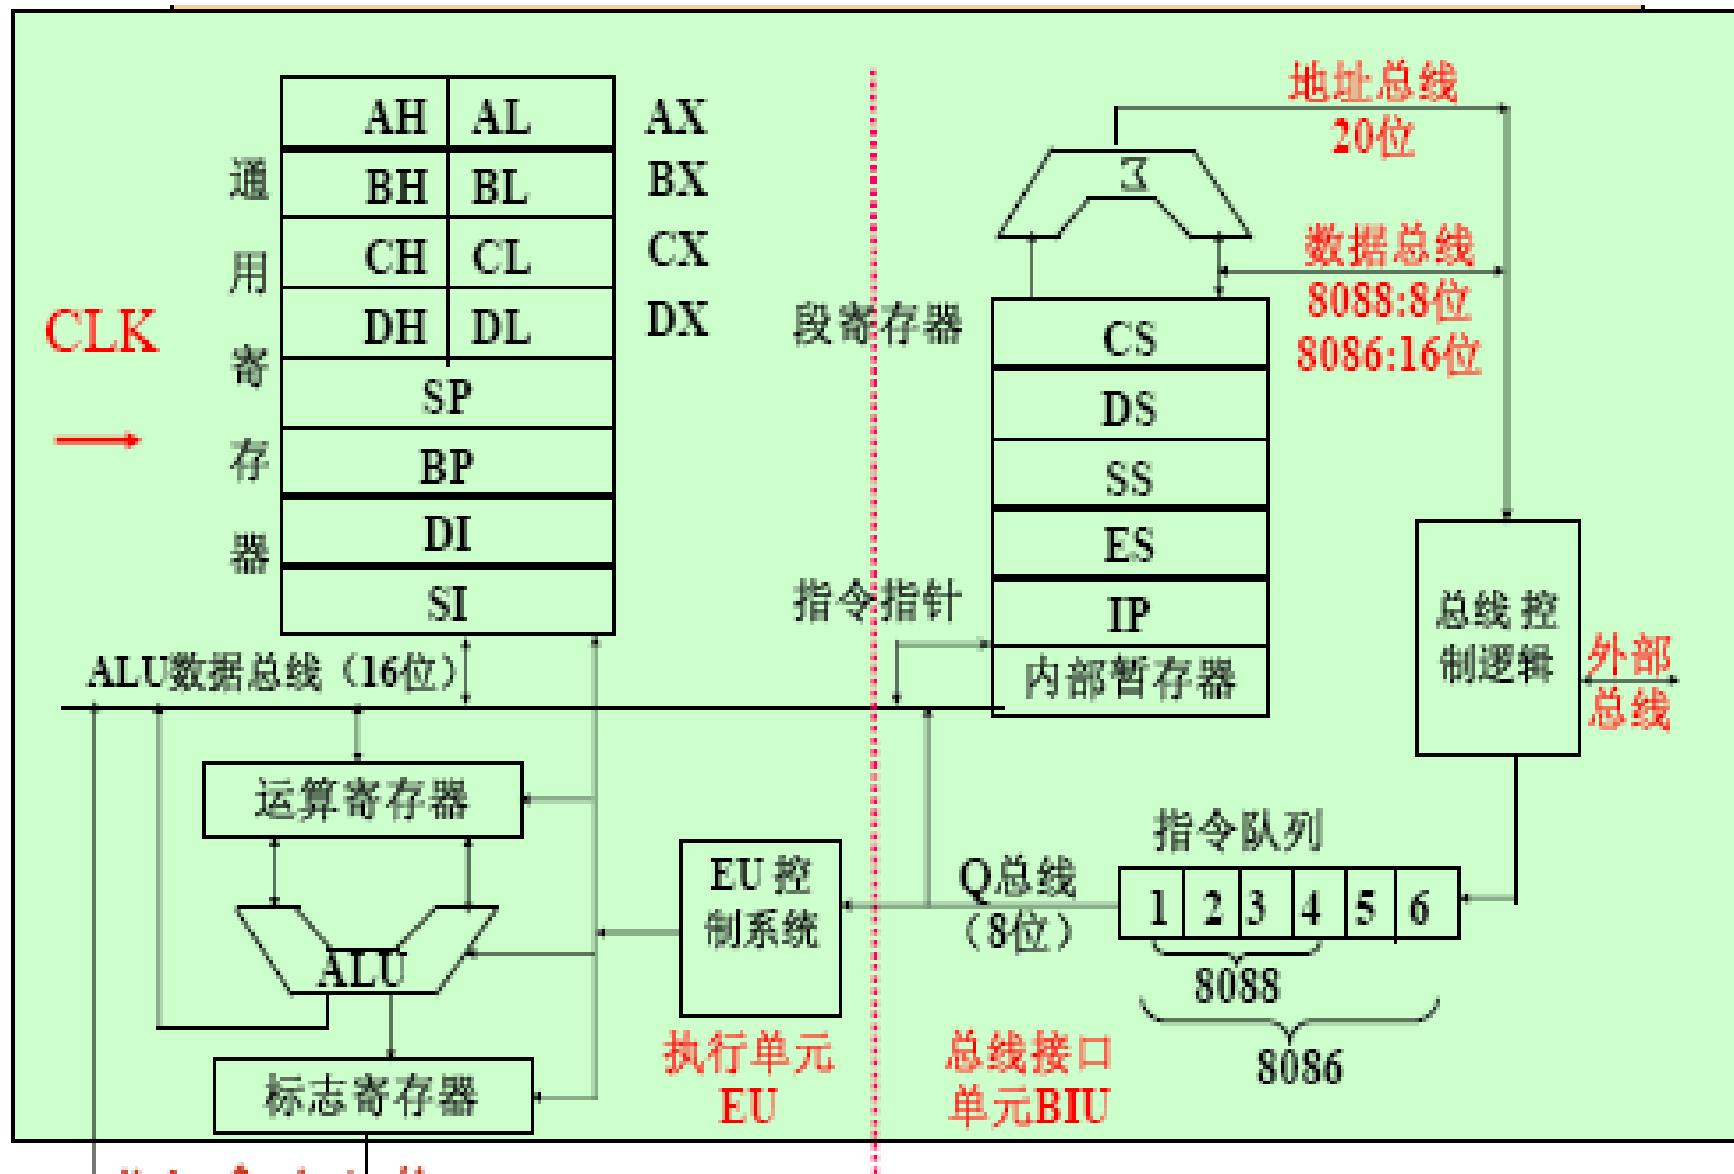 AH AL AX
BH BL BX
CH CL CX
DH DL DX
SP
BP
DI
SI
通用寄存器
CLK
ALU数据总线（16位）
运算寄存器
ALU
标志寄存器
EU 控
制系统
执行单元
EU
地址总线
20位
Σ
数据总线
8088:8位
8086:16位
段寄存器
CS
DS
SS
ES
指令指针
IP
内部暂存器
总线 控
制逻辑
外部
总线
指令队列
Q总线
（8位）
1 2 3 4 5 6
8088
8086
总线接口
单元BIU